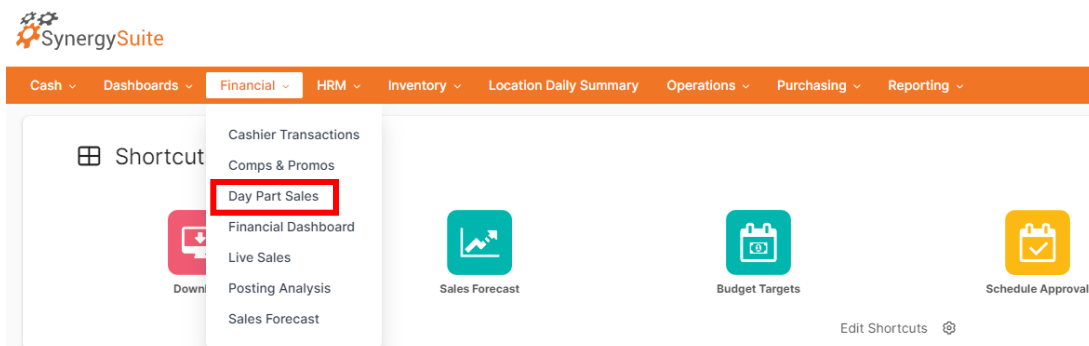 SynergySuite
Cash Dashboards Financial HRM Inventory Location Daily Summary Operations Purchasing Reporting
Shortcut
Cashier Transactions
Comps & Promos
Day Part Sales
Financial Dashboard
Live Sales
Posting Analysis
Sales Forecast
Downl
Sales Forecast
Budget Targets
Schedule Approval
Edit Shortcuts